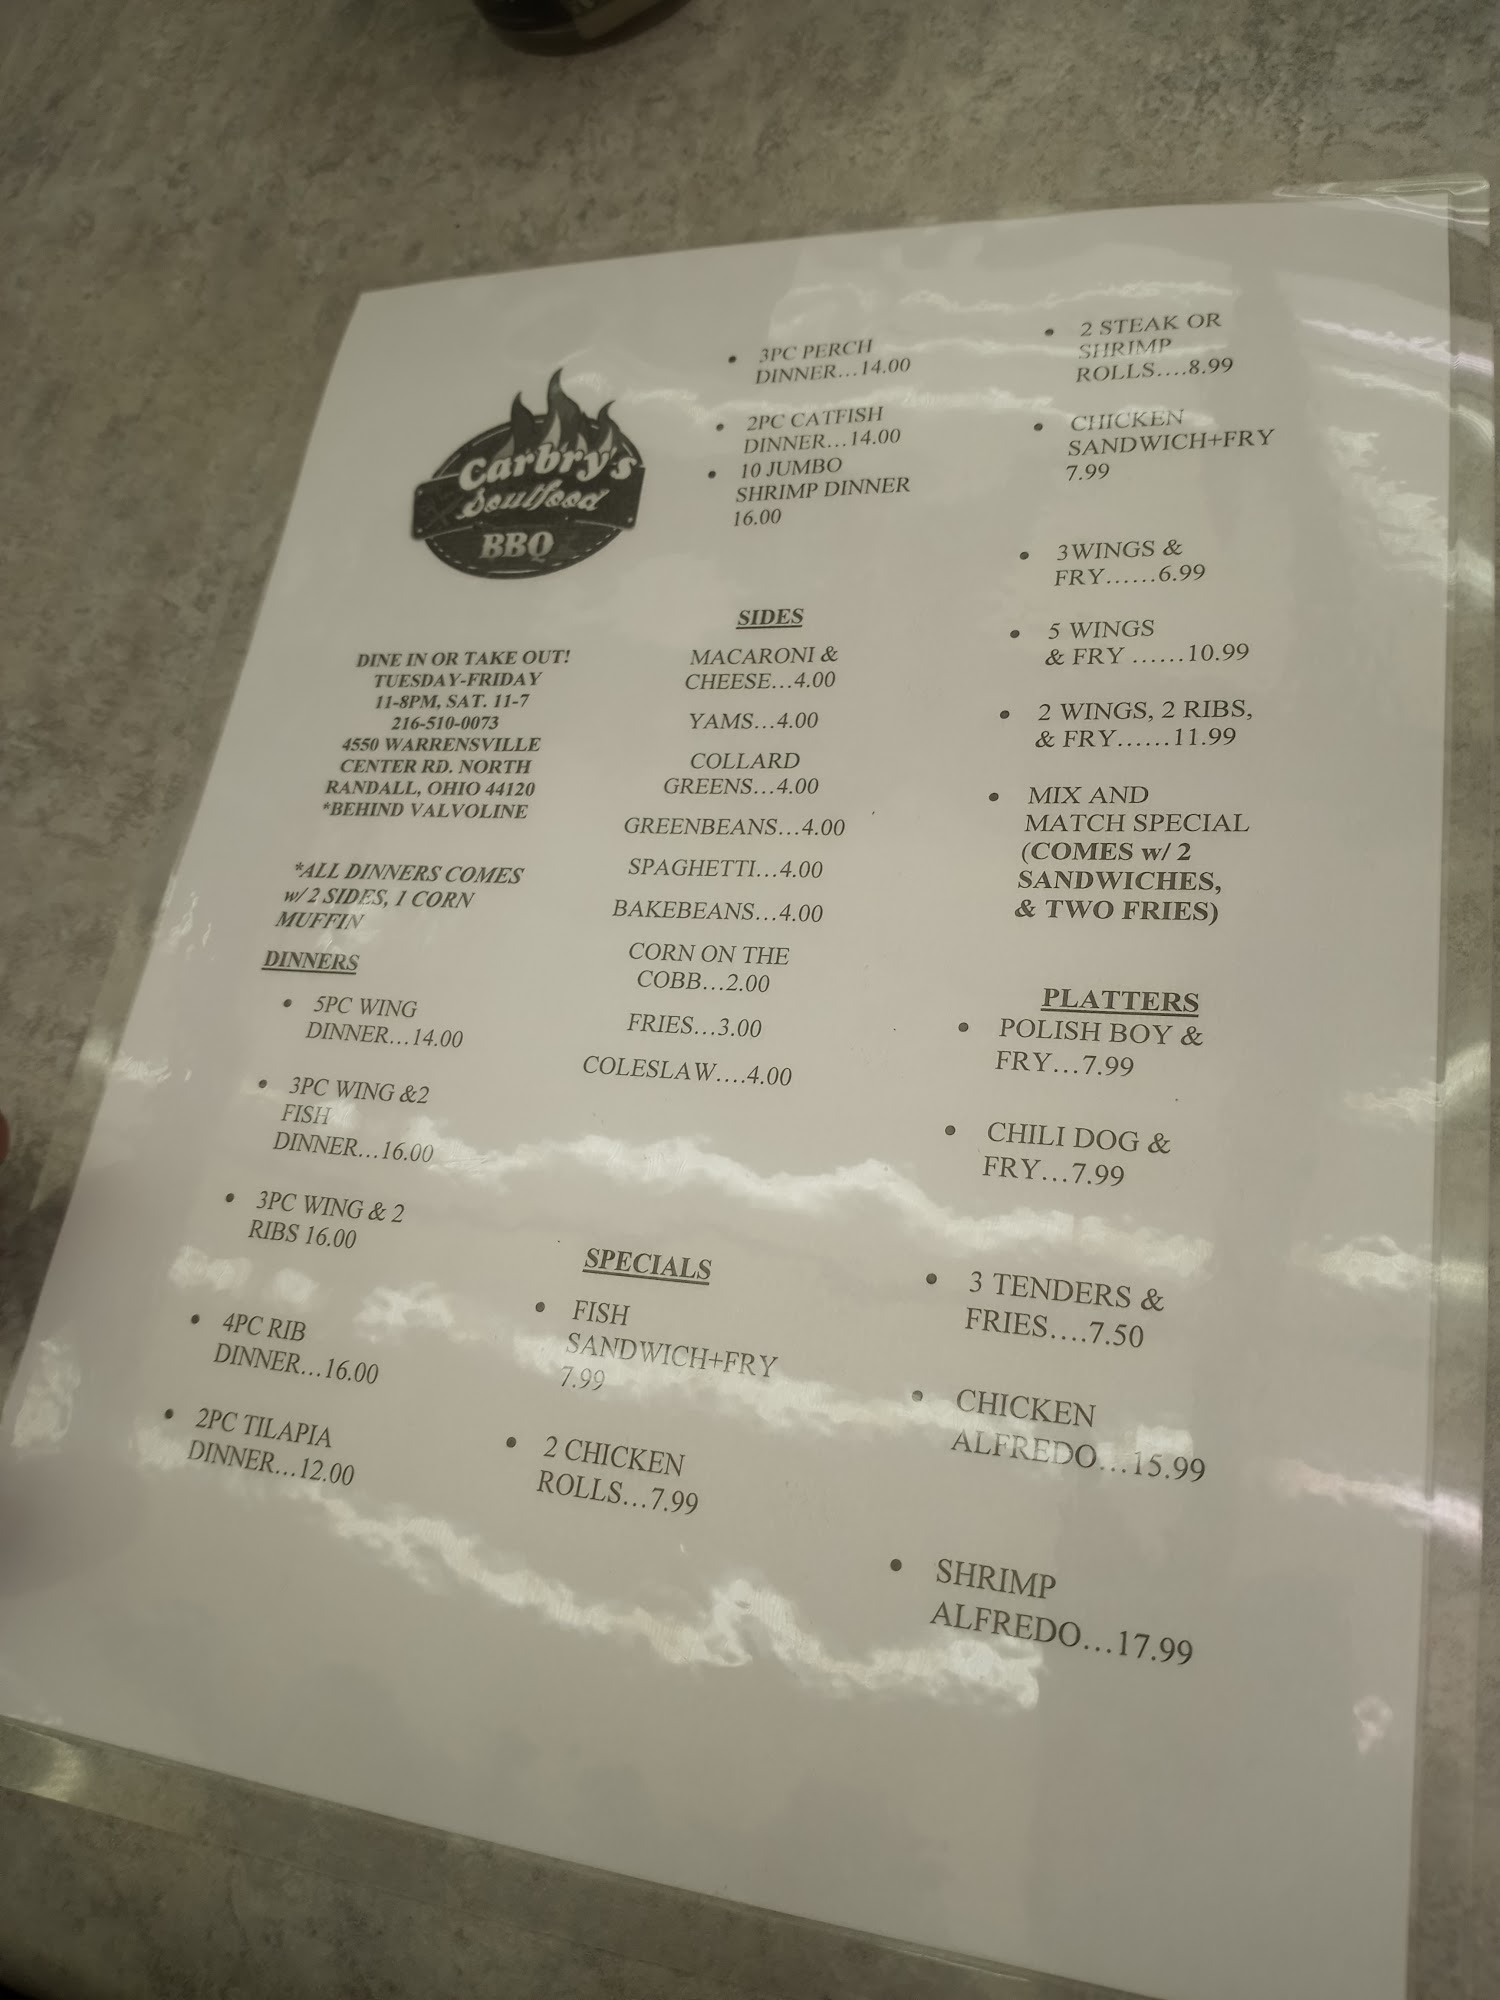 Carbry's
Soulfood
BBQ
DINE IN OR TAKE OUT!
TUESDAY-FRIDAY
11-8PM, SAT. 11-7
216-510-0073
4550 WARRENSVILLE
CENTER RD. NORTH
RANDALL, OHIO 44120
*BEHIND VALVOLINE
*ALL DINNERS COMES
w/ 2 SIDES, 1 CORN
MUFFIN
DINNERS
• 5PC WING
DINNER...14.00
• 3PC WING &2
FISH
DINNER...16.00
• 3PC WING & 2
RIBS 16.00
• 4PC RIB
DINNER...16.00
• 2PC TILAPIA
DINNER...12.00
• 3PC PERCH
DINNER...14.00
• 2PC CATFISH
DINNER...14.00
• 10 JUMBO
SHRIMP DINNER
16.00
SIDES
MACARONI &
CHEESE...4.00
YAMS...4.00
COLLARD
GREENS...4.00
GREENBEANS...4.00
SPAGHETTI...4.00
BAKEBEANS...4.00
CORN ON THE
COBB...2.00
FRIES...3.00
COLESLAW....4.00
SPECIALS
• FISH
SANDWICH+FRY
7.99
• 2 CHICKEN
ROLLS...7.99
• 2 STEAK OR
SHRIMP
ROLLS....8.99
• CHICKEN
SANDWICH+FRY
7.99
• 3WINGS &
FRY......6.99
• 5 WINGS
& FRY ......10.99
• 2 WINGS, 2 RIBS,
& FRY......11.99
• MIX AND
MATCH SPECIAL
(COMES w/ 2
SANDWICHES,
& TWO FRIES)
PLATTERS
• POLISH BOY &
FRY...7.99
• CHILI DOG &
FRY...7.99
• 3 TENDERS &
FRIES....7.50
• CHICKEN
ALFREDO...15.99
• SHRIMP
ALFREDO...17.99